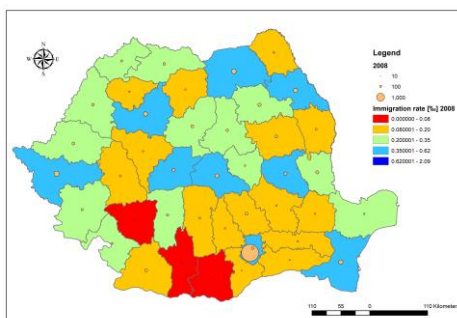 N
W E
S
Legend
2008
10
100
1,000
Immigration rate [‰] 2008
0.000000 - 0.08
0.080001 - 0.20
0.200001 - 0.35
0.350001 - 0.62
0.620001 - 2.09
110 55 0 110 Kilometers